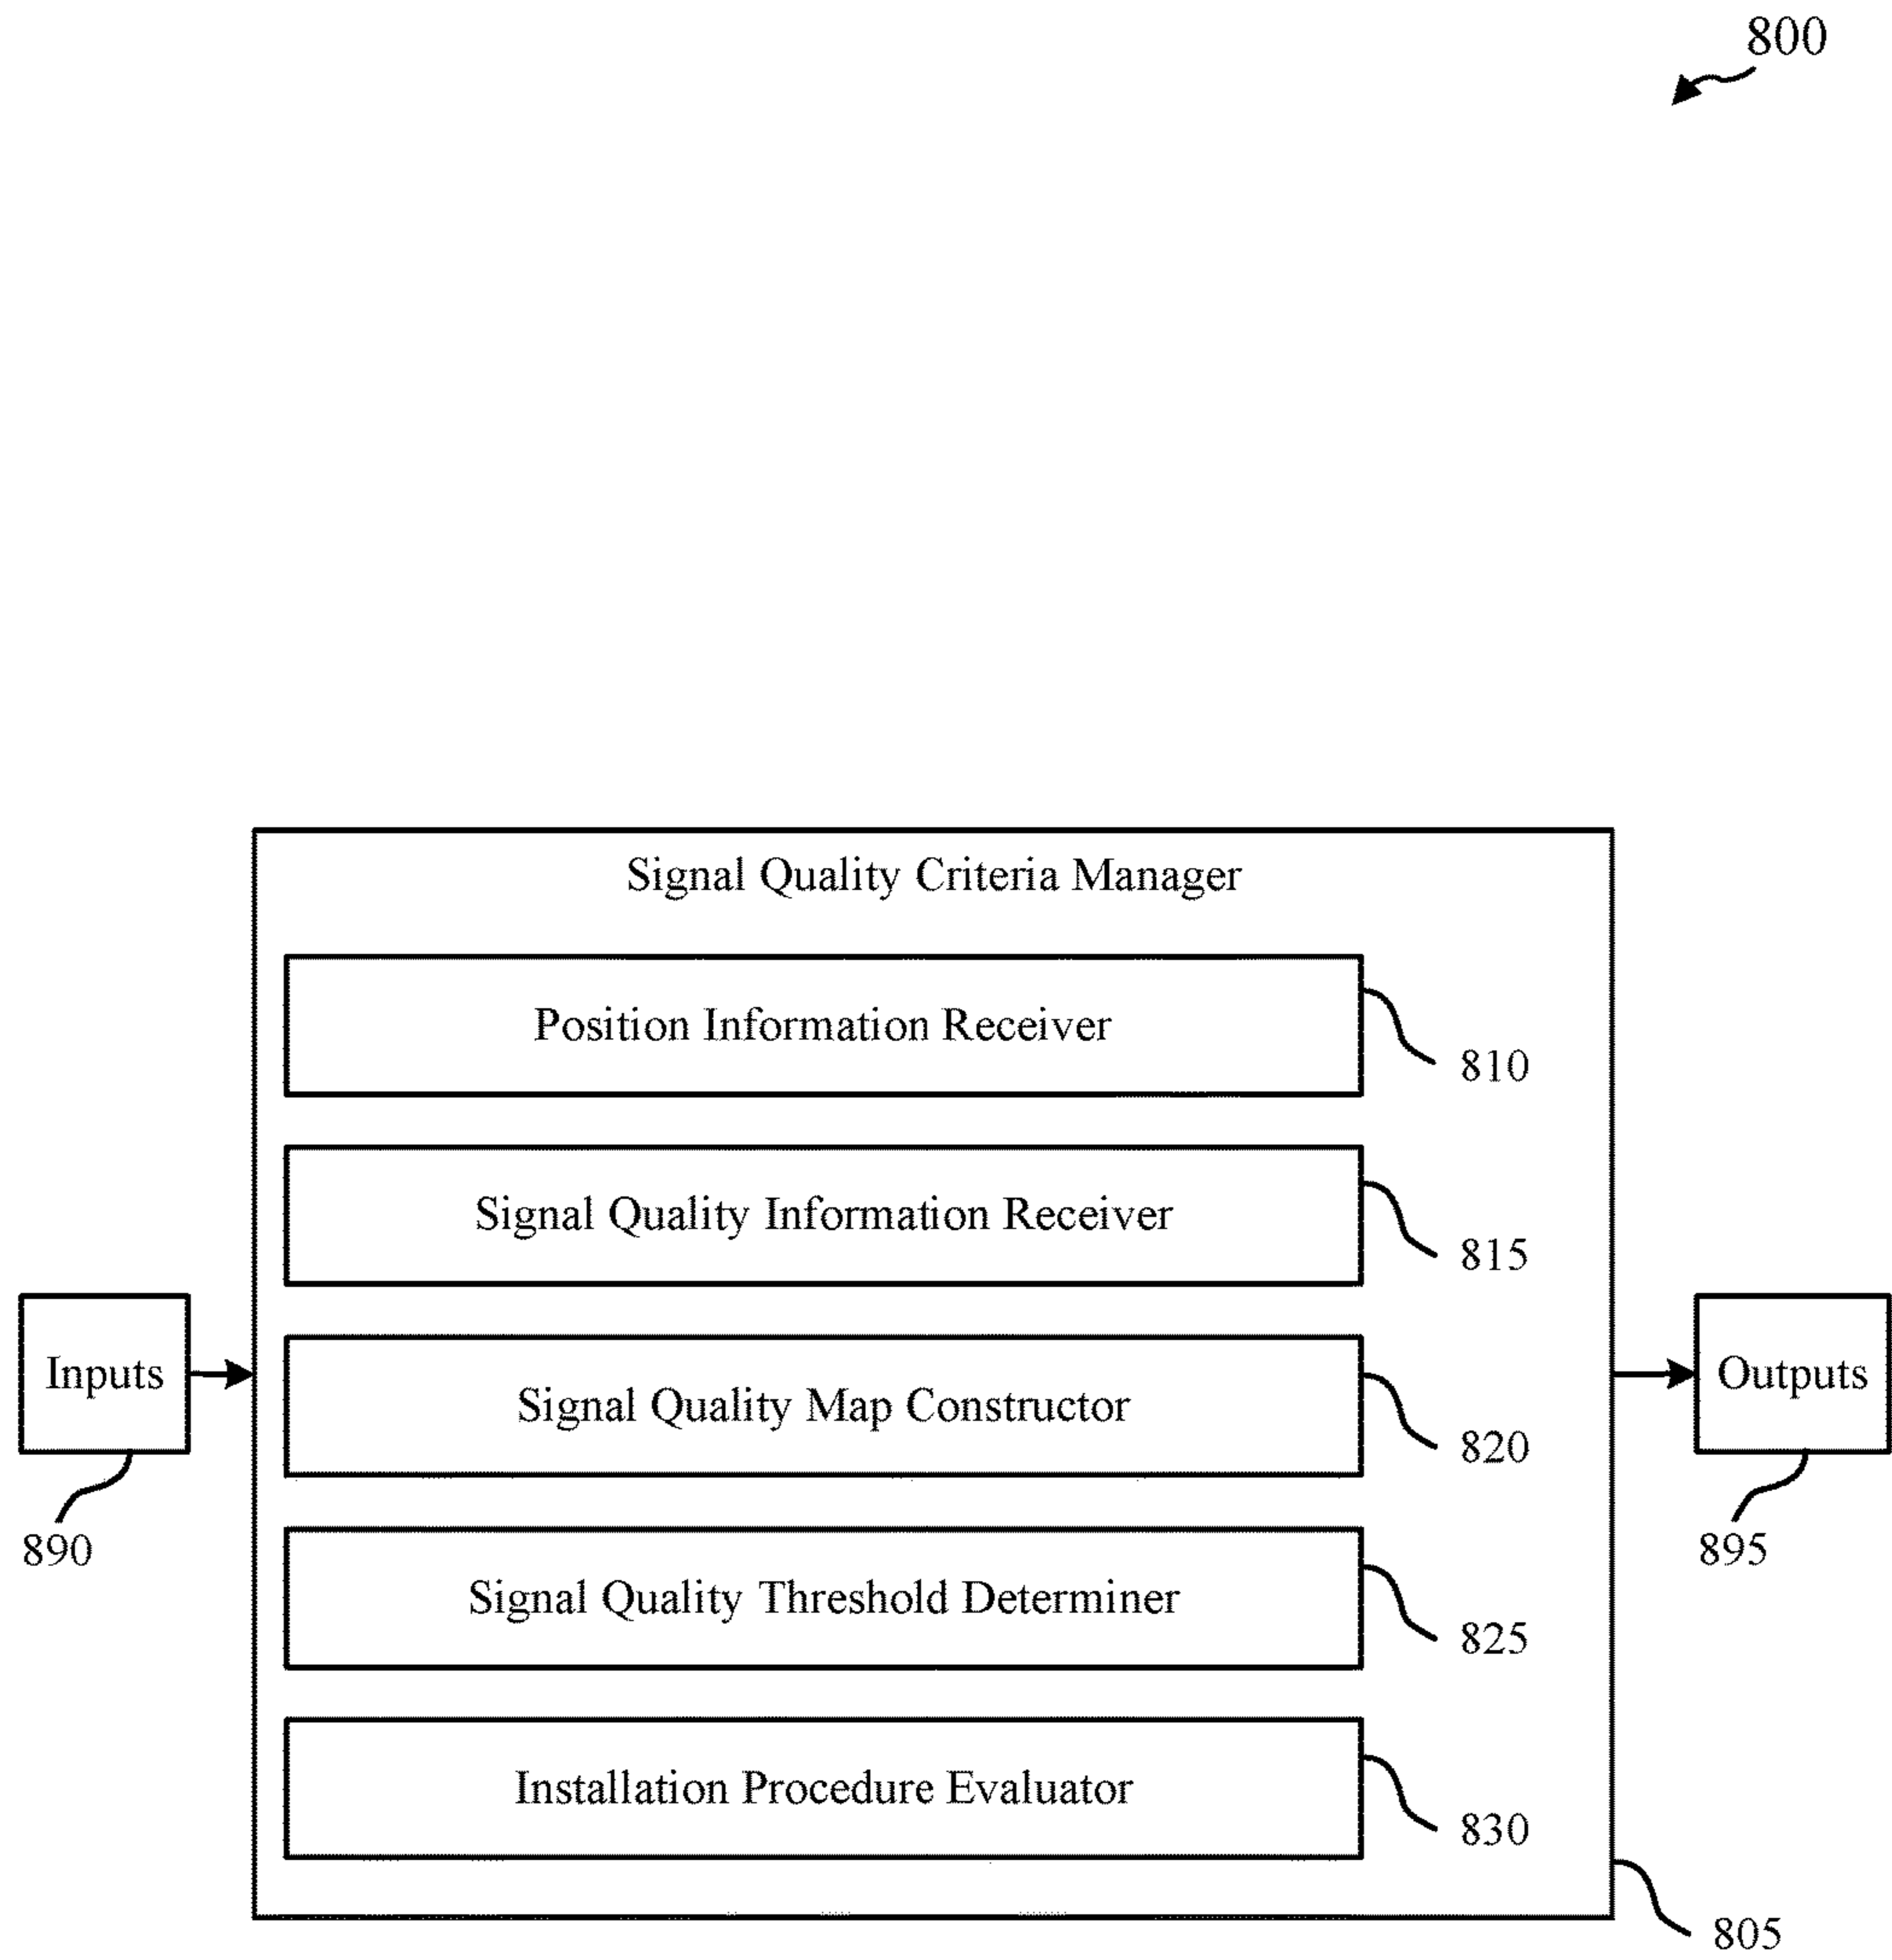 800
Signal Quality Criteria Manager
Position Information Receiver
810
Signal Quality Information Receiver
815
Inputs
890
Signal Quality Map Constructor
820
Outputs
895
Signal Quality Threshold Determiner
825
Installation Procedure Evaluator
830
805